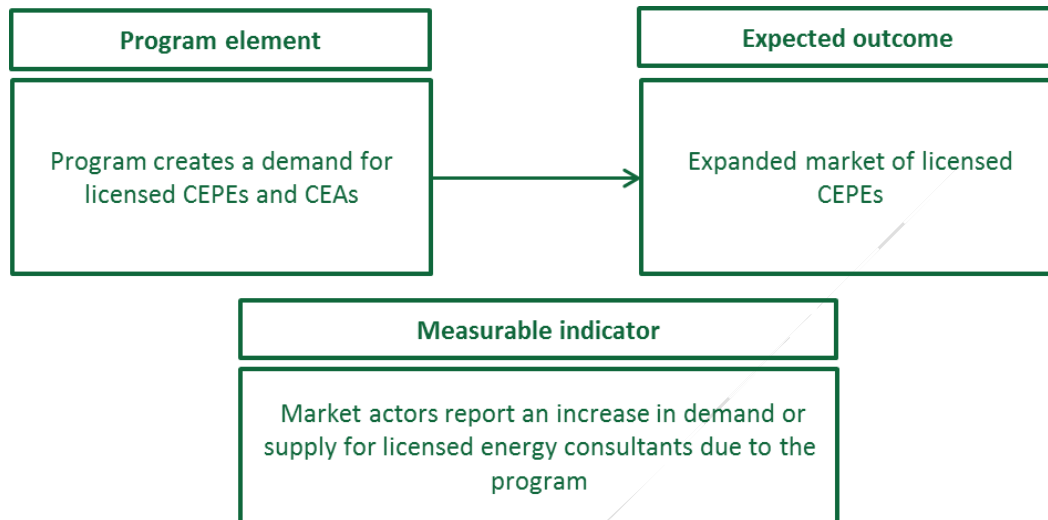 Program element
Expected outcome
Program creates a demand for
licensed CEPEs and CEAs
Expanded market of licensed
CEPEs
Measurable indicator
Market actors report an increase in demand or
supply for licensed energy consultants due to the
program